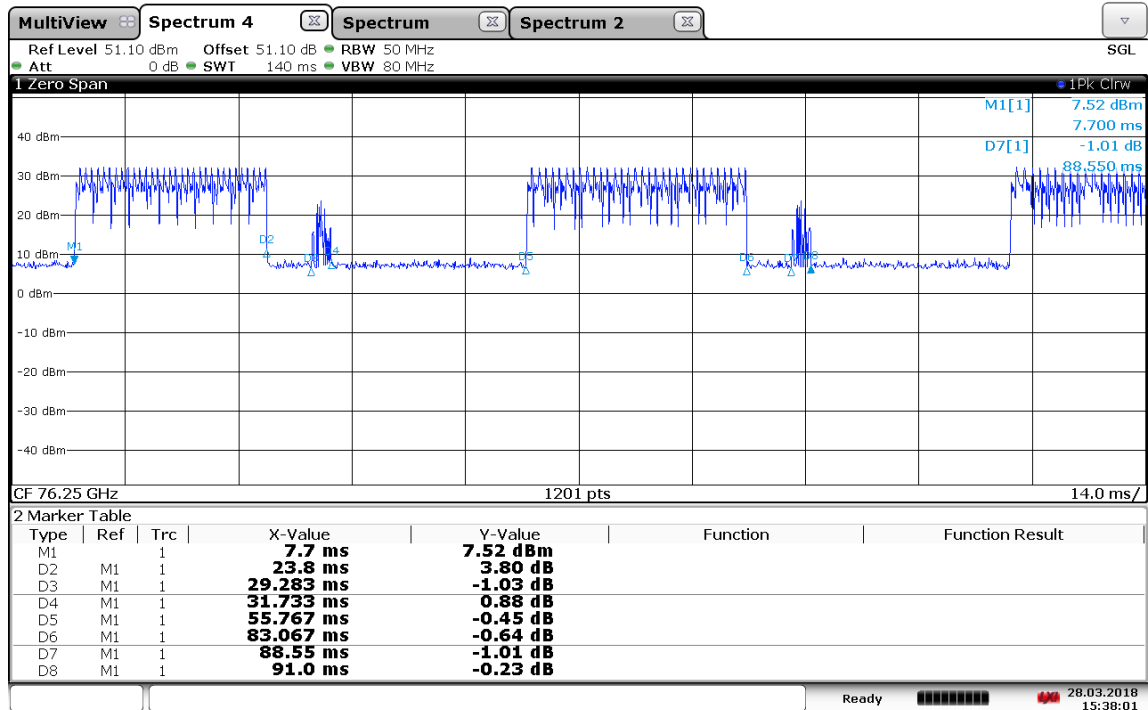 MultiView Spectrum 4 Spectrum Spectrum 2
Ref Level 51.10 dBm Offset 51.10 dB RBW 50 MHz SGL
Att 0 dB SWT 140 ms VBW 80 MHz
1 Zero Span 1Pk Clrw
M1[1] 7.52 dBm
7.700 ms
40 dBm
D7[1] -1.01 dB
88.550 ms
30 dBm
20 dBm
D2
M1
10 dBm
D5
D6
0 dBm
-10 dBm
-20 dBm
-30 dBm
-40 dBm
CF 76.25 GHz 1201 pts 14.0 ms/
2 Marker Table
Type Ref Trc X-Value Y-Value Function Function Result
M1 1 7.7 ms 7.52 dBm
D2 M1 1 23.8 ms 3.80 dB
D3 M1 1 29.283 ms -1.03 dB
D4 M1 1 31.733 ms 0.88 dB
D5 M1 1 55.767 ms -0.45 dB
D6 M1 1 83.067 ms -0.64 dB
D7 M1 1 88.55 ms -1.01 dB
D8 M1 1 91.0 ms -0.23 dB
Ready 28.03.2018
15:38:01